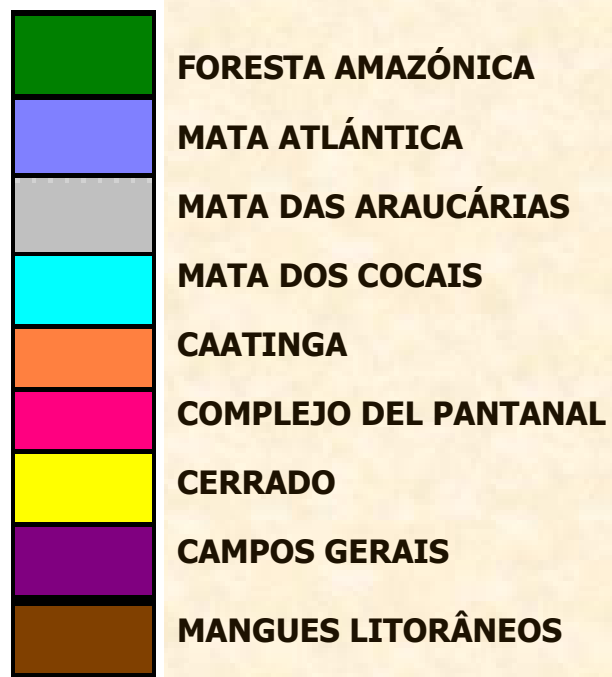 FORESTA AMAZÓNICA
MATA ATLÁNTICA
MATA DAS ARAUCÁRIAS
MATA DOS COCAIS
CAATINGA
COMPLEJO DEL PANTANAL
CERRADO
CAMPOS GERAIS
MANGUES LITORÂNEOS